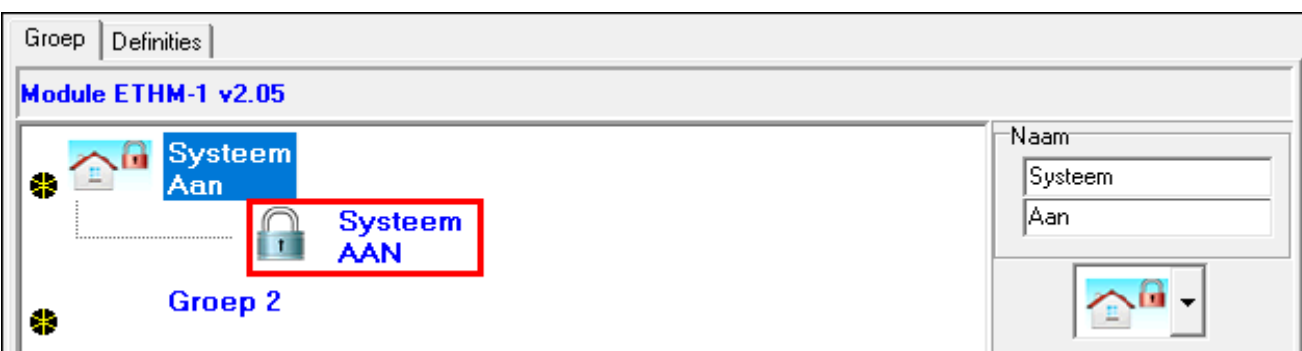 Groep Definities
Module ETHM-1 v2.05
Systeem
Aan
Systeem
AAN
Groep 2
Naam
Systeem
Aan